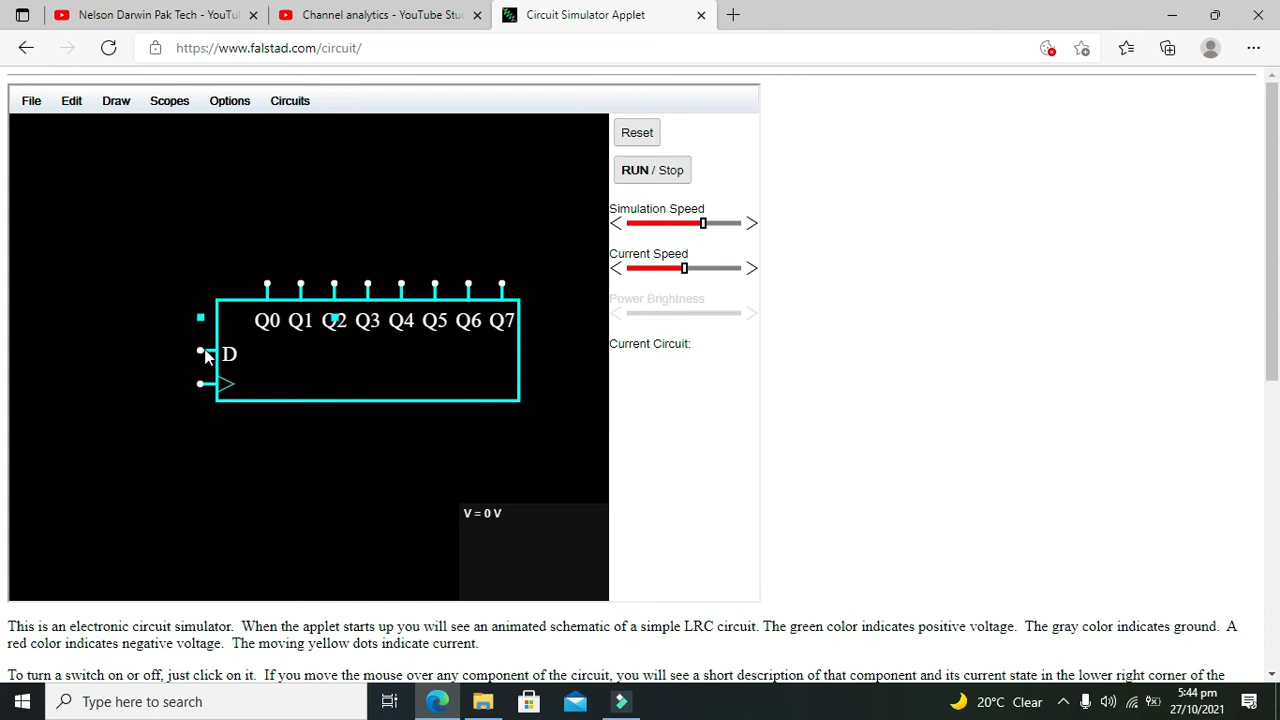 Nelson Darwin Pak Tech - YouTu
Channel analytics - YouTube Stu
Circuit Simulator Applet
https://www.falstad.com/circuit/
File Edit Draw Scopes Options Circuits
Reset
RUN / Stop
Simulation Speed
Current Speed
Power Brightness
Current Circuit:
Q0 Q1 Q2 Q3 Q4 Q5 Q6 Q7
D
V = 0 V
This is an electronic circuit simulator. When the applet starts up you will see an animated schematic of a simple LRC circuit. The green color indicates positive voltage. The gray color indicates ground. A
red color indicates negative voltage. The moving yellow dots indicate current.
To turn a switch on or off, just click on it. If you move the mouse over any component of the circuit, you will see a short description of that component and its current state in the lower right corner of the
Type here to search
20°C Clear
5:44 pm
27/10/2021